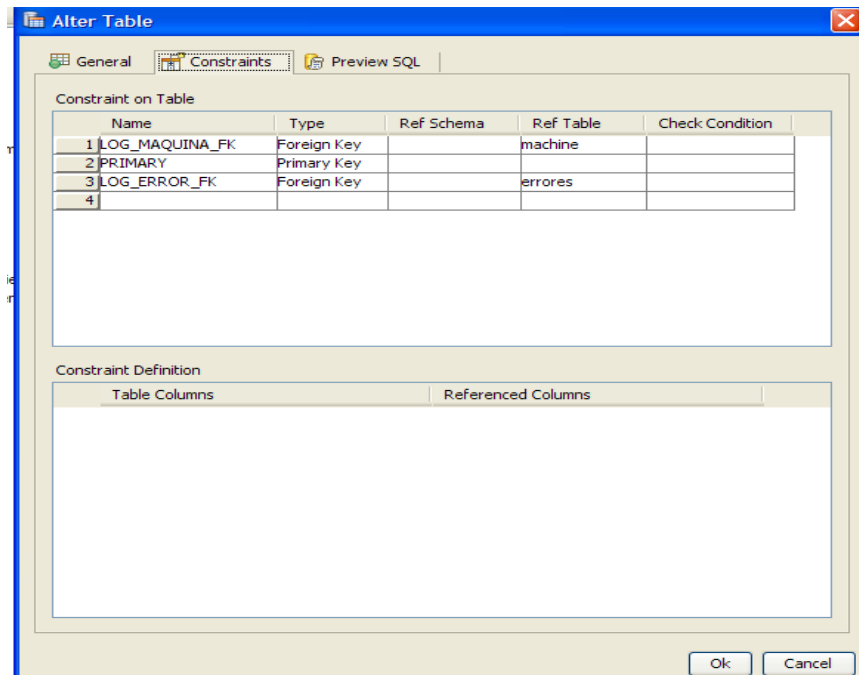 Alter Table
General Constraints Preview SQL
Constraint on Table
Name Type Ref Schema Ref Table Check Condition
1 LOG_MAQUINA_FK Foreign Key machine
2 PRIMARY Primary Key
3 LOG_ERROR_FK Foreign Key errores
4
Constraint Definition
Table Columns Referenced Columns
Ok Cancel